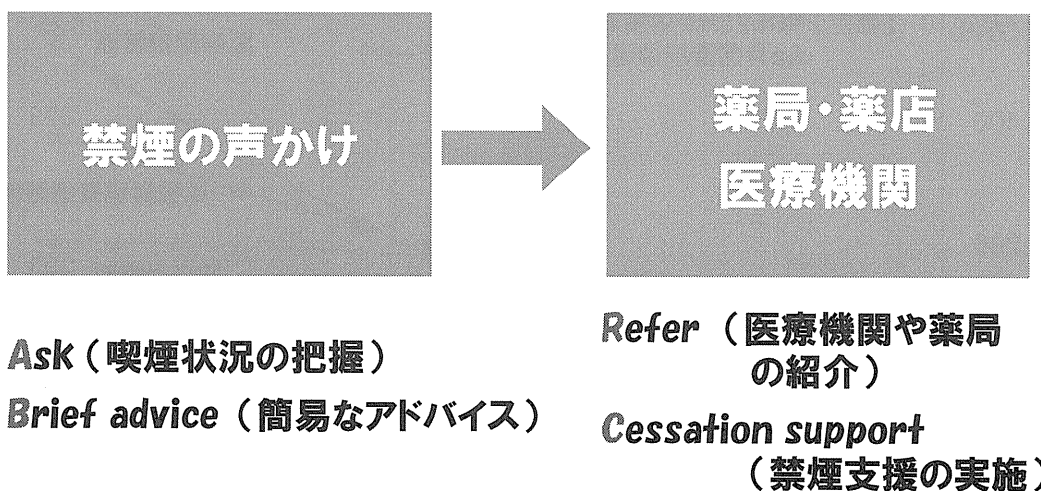 禁煙の声かけ
薬局・薬店
医療機関
Ask（喫煙状況の把握）
Brief advice（簡易なアドバイス）
Refer（医療機関や薬局
の紹介）
Cessation support
（禁煙支援の実施）